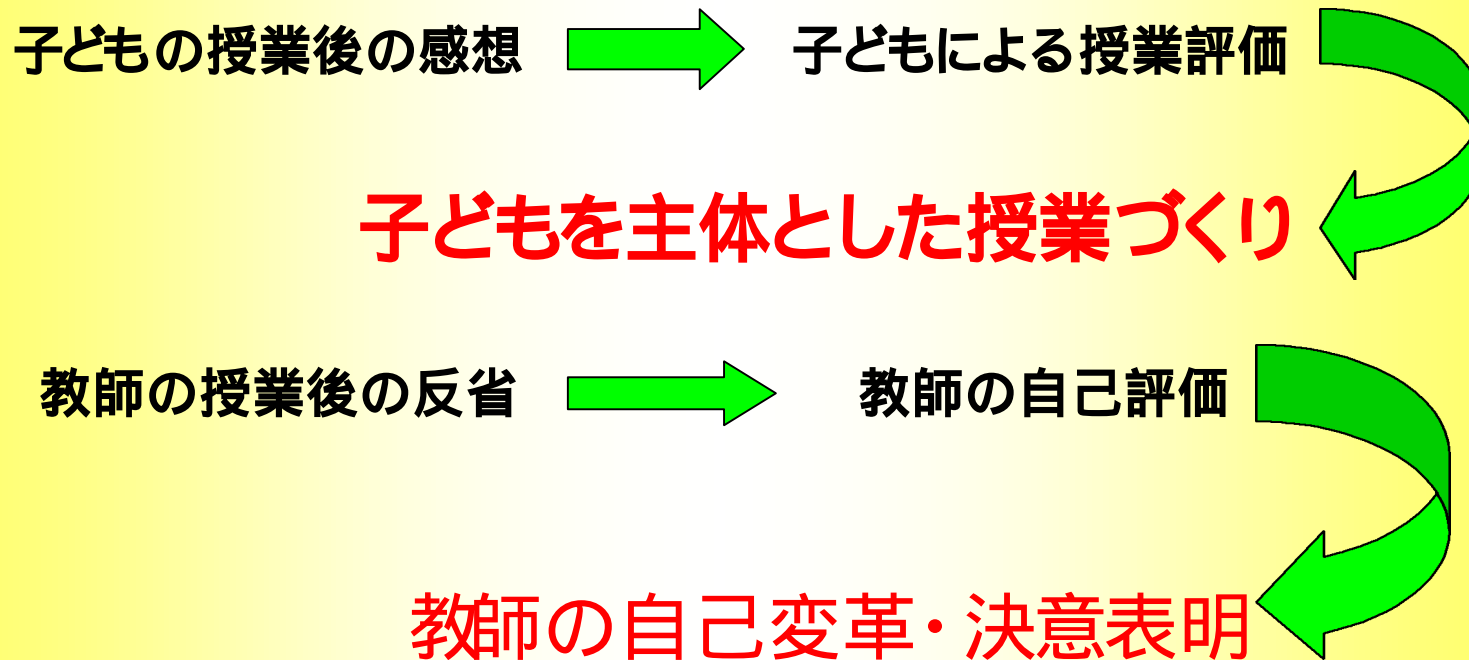 子どもの授業後の感想 子どもによる授業評価
子どもを主体とした授業づくり
教師の授業後の反省 教師の自己評価
教師の自己変革・決意表明